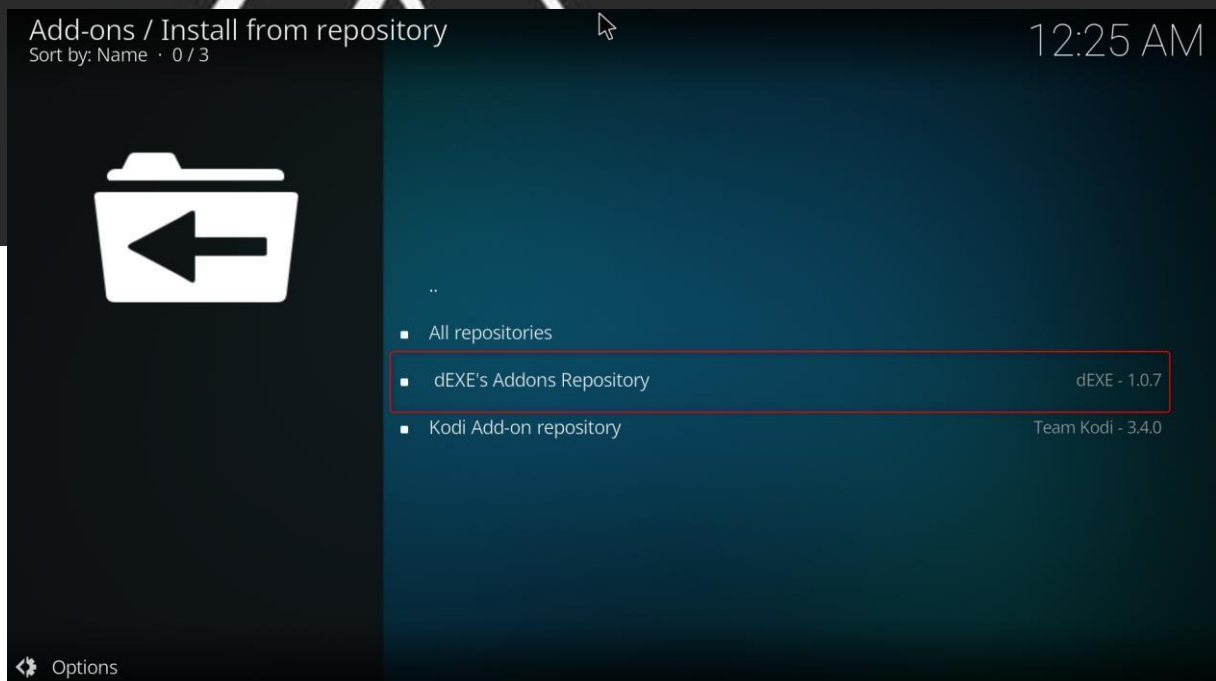 Add-ons / Install from repository
Sort by: Name · 0 / 3
12:25 AM
..
All repositories
dEXE's Addons Repository dEXE - 1.0.7
Kodi Add-on repository Team Kodi - 3.4.0
Options